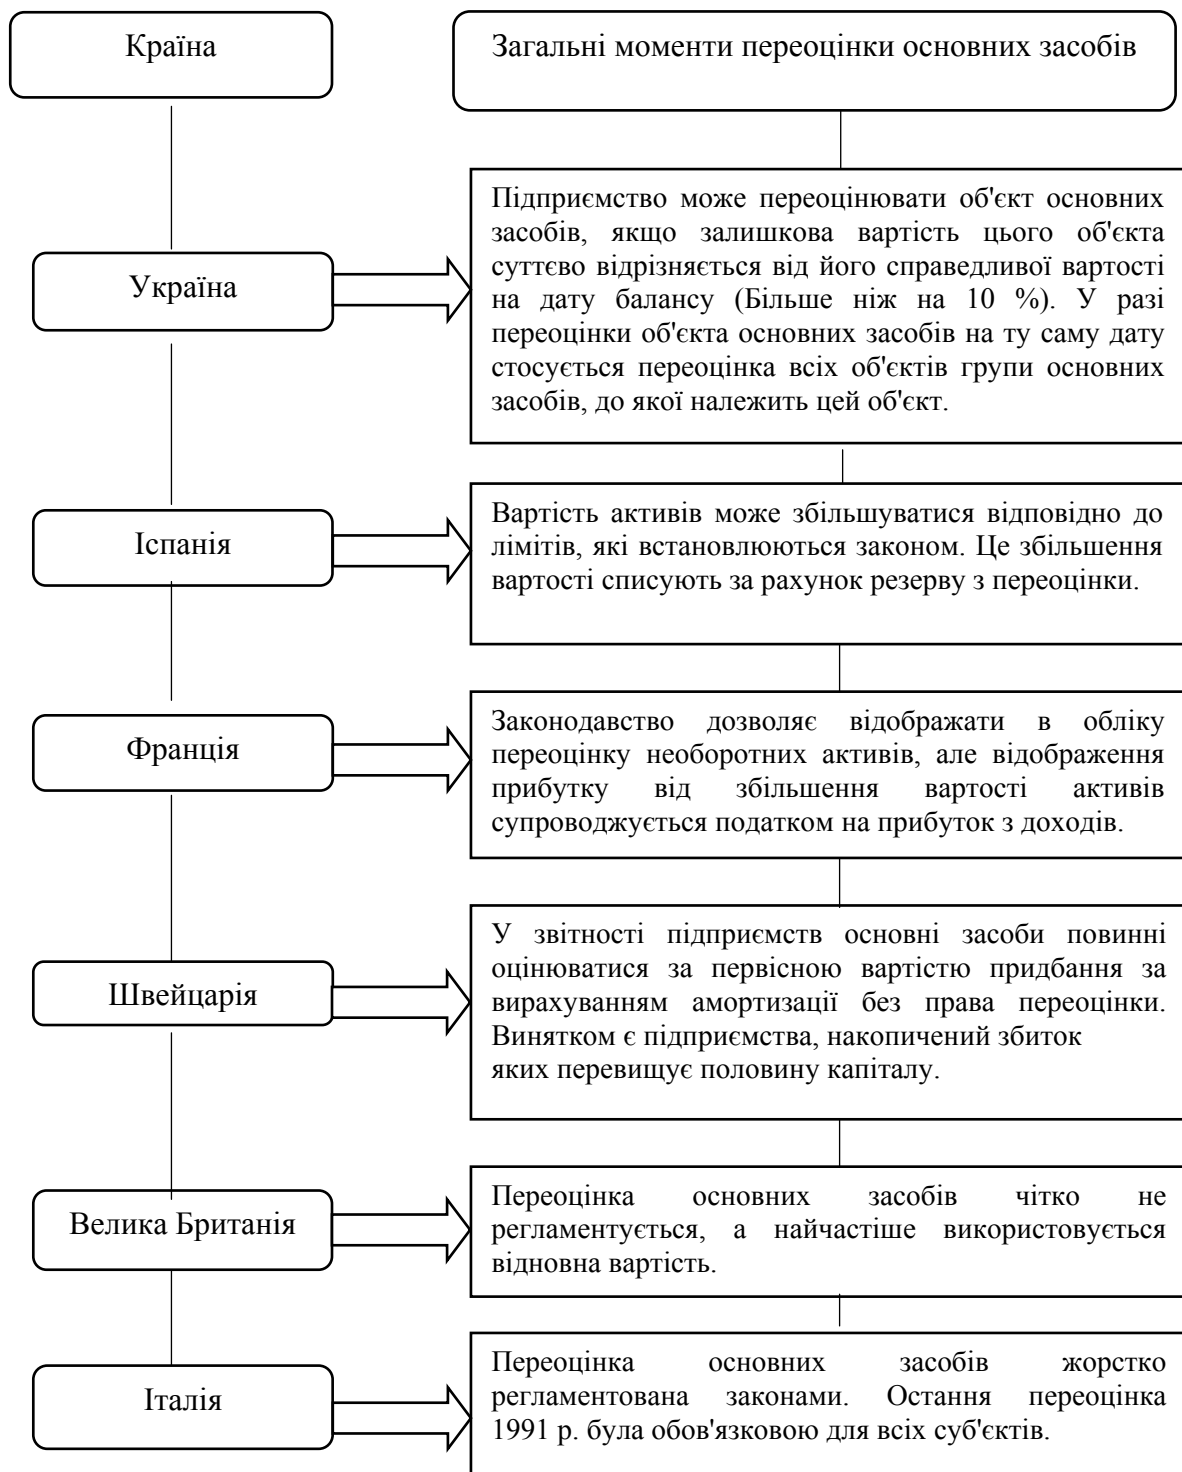 Країна
Загальні моменти переоцінки основних засобів
Україна
Підприємство може переоцінювати об'єкт основних
засобів, якщо залишкова вартість цього об'єкта
суттєво відрізняється від його справедливої вартості
на дату балансу (Більше ніж на 10 %). У разі
переоцінки об'єкта основних засобів на ту саму дату
стосується переоцінка всіх об'єктів групи основних
засобів, до якої належить цей об'єкт.
Іспанія
Вартість активів може збільшуватися відповідно до
лімітів, які встановлюються законом. Це збільшення
вартості списують за рахунок резерву з переоцінки.
Франція
Законодавство дозволяє відображати в обліку
переоцінку необоротних активів, але відображення
прибутку від збільшення вартості активів
супроводжується податком на прибуток з доходів.
Швейцарія
У звітності підприємств основні засоби повинні
оцінюватися за первісною вартістю придбання за
вирахуванням амортизації без права переоцінки.
Винятком є підприємства, накопичений збиток
яких перевищує половину капіталу.
Велика Британія
Переоцінка основних засобів чітко не
регламентується, а найчастіше використовується
відновна вартість.
Італія
Переоцінка основних засобів жорстко
регламентована законами. Остання переоцінка
1991 р. була обов'язковою для всіх суб'єктів.